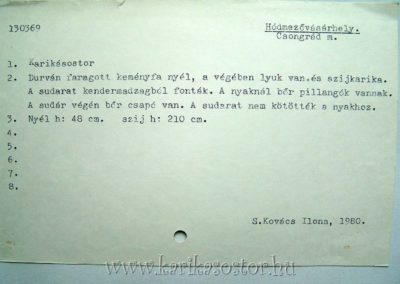 130369
Hódmezővásárhely.
Csongrád m.
1. Karikásostor
2. Durván faragott keményfa nyél, a végében lyuk van.és szijkarika.
A sudarat kendermadzagból fonták. A nyaknál bőr pillangók vannak.
A sudár végén bőr csapó van. A sudarat nem kötötték a nyakhoz.
3. Nyél h: 48 cm. szij h: 210 cm.
4.
5.
6.
7.
8.
S.Kovács Ilona, 1980.
www.karikasostor.hu